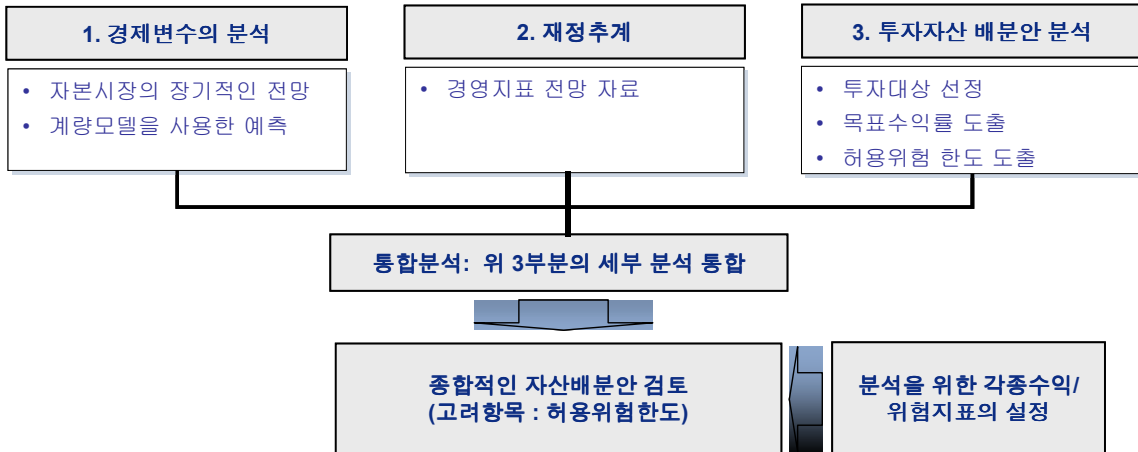 1. 경제변수의 분석
• 자본시장의 장기적인 전망
• 계량모델을 사용한 예측
2. 재정추계
• 경영지표 전망 자료
3. 투자자산 배분안 분석
• 투자대상 선정
• 목표수익률 도출
• 허용위험 한도 도출
통합분석: 위 3부분의 세부 분석 통합
종합적인 자산배분안 검토
(고려항목 : 허용위험한도)
분석을 위한 각종수익/
위험지표의 설정